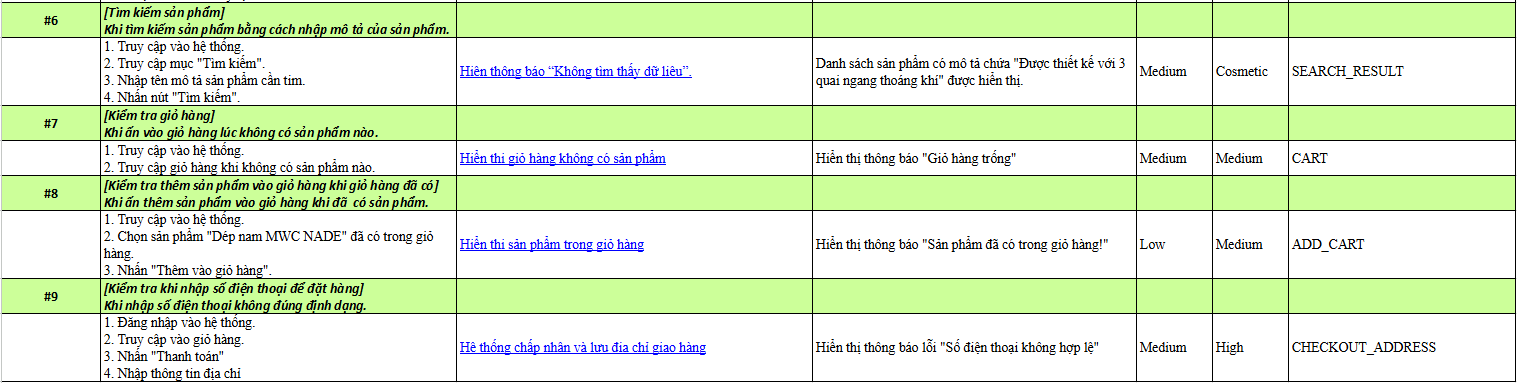 #6
[Tìm kiếm sản phẩm]
Khi tìm kiếm sản phẩm bằng cách nhập mô tả của sản phẩm.
1. Truy cập vào hệ thống.
2. Truy cập mục "Tìm kiếm".
3. Nhập tên mô tả sản phẩm cần tìm.
4. Nhấn nút "Tìm kiếm".
Hiện thông báo “Không tìm thấy dữ liệu”.
Danh sách sản phẩm có mô tả chứa "Được thiết kế với 3
quai ngang thoáng khí" được hiển thị.
Medium
Cosmetic
SEARCH_RESULT
#7
[Kiểm tra giỏ hàng]
Khi ấn vào giỏ hàng lúc không có sản phẩm nào.
1. Truy cập vào hệ thống.
2. Truy cập giỏ hàng khi không có sản phẩm nào.
Hiển thị giỏ hàng không có sản phẩm
Hiển thị thông báo "Giỏ hàng trống"
Medium
Medium
CART
#8
[Kiểm tra thêm sản phẩm vào giỏ hàng khi giỏ hàng đã có]
Khi ấn thêm sản phẩm vào giỏ hàng khi đã  có sản phẩm.
1. Truy cập vào hệ thống.
2. Chọn sản phẩm "Dép nam MWC NADE" đã có trong giỏ
hàng.
3. Nhấn "Thêm vào giỏ hàng".
Hiển thị sản phẩm trong giỏ hàng
Hiển thị thông báo "Sản phẩm đã có trong giỏ hàng!"
Low
Medium
ADD_CART
#9
[Kiểm tra khi nhập số điện thoại để đặt hàng]
Khi nhập số điện thoại không đúng định dạng.
1. Đăng nhập vào hệ thống.
2. Truy cập vào giỏ hàng.
3. Nhấn "Thanh toán"
4. Nhập thông tin địa chỉ
Hệ thống chấp nhận và lưu địa chỉ giao hàng
Hiển thị thông báo lỗi "Số điện thoại không hợp lệ"
Medium
High
CHECKOUT_ADDRESS